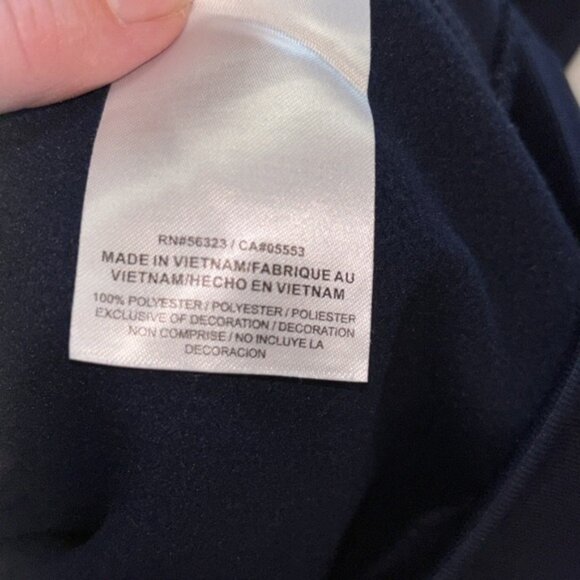 RN#56323 / CA#05553
MADE IN VIETNAM/FABRIQUE AU
VIETNAM/HECHO EN VIETNAM
100% POLYESTER / POLYESTER / POLIESTER
EXCLUSIVE OF DECORATION / DECORATION
NON COMPRISE / NO INCLUYE LA
DECORACION